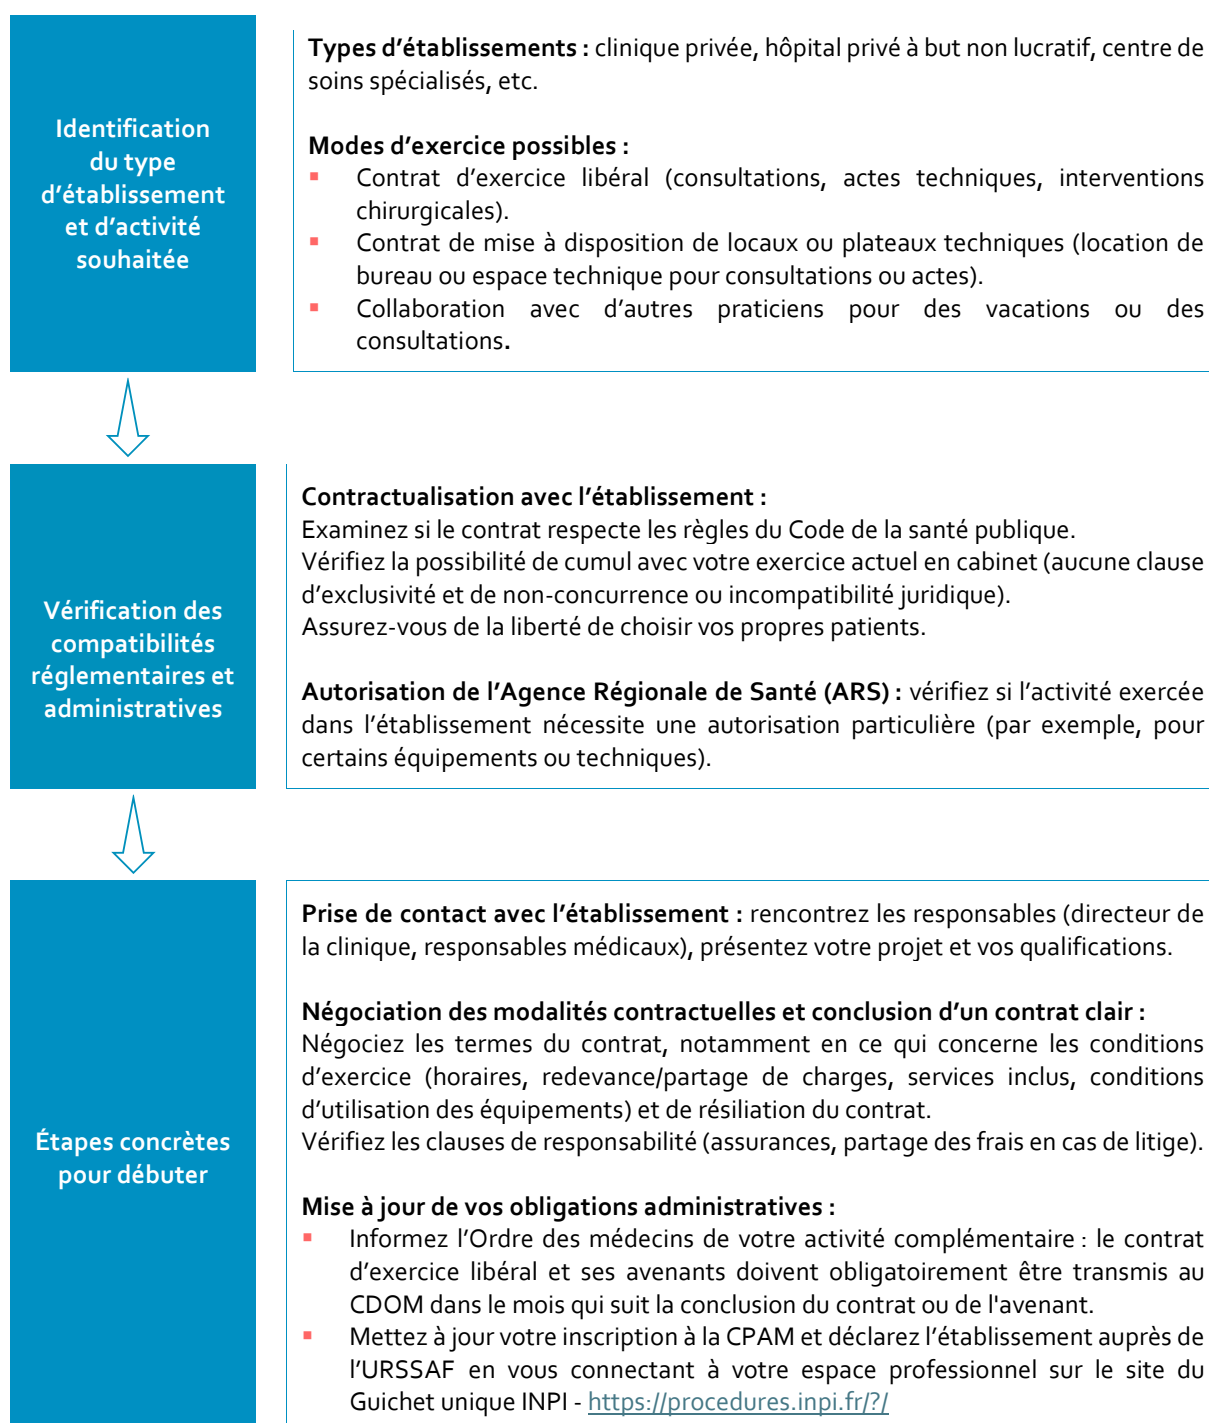 Identification
du type
d’établissement
et d’activité
souhaitée
Types d’établissements : clinique privée, hôpital privé à but non lucratif, centre de
soins spécialisés, etc.
Modes d’exercice possibles :
▪ Contrat d’exercice libéral (consultations, actes techniques, interventions
chirurgicales).
▪ Contrat de mise à disposition de locaux ou plateaux techniques (location de
bureau ou espace technique pour consultations ou actes).
▪ Collaboration avec d’autres praticiens pour des vacations ou des
consultations.
Vérification des
compatibilités
réglementaires et
administratives
Contractualisation avec l’établissement :
Examinez si le contrat respecte les règles du Code de la santé publique.
Vérifiez la possibilité de cumul avec votre exercice actuel en cabinet (aucune clause
d’exclusivité et de non-concurrence ou incompatibilité juridique).
Assurez-vous de la liberté de choisir vos propres patients.
Autorisation de l’Agence Régionale de Santé (ARS) : vérifiez si l’activité exercée
dans l’établissement nécessite une autorisation particulière (par exemple, pour
certains équipements ou techniques).
Étapes concrètes
pour débuter
Prise de contact avec l’établissement : rencontrez les responsables (directeur de
la clinique, responsables médicaux), présentez votre projet et vos qualifications.
Négociation des modalités contractuelles et conclusion d’un contrat clair :
Négociez les termes du contrat, notamment en ce qui concerne les conditions
d’exercice (horaires, redevance/partage de charges, services inclus, conditions
d’utilisation des équipements) et de résiliation du contrat.
Vérifiez les clauses de responsabilité (assurances, partage des frais en cas de litige).
Mise à jour de vos obligations administratives :
▪ Informez l’Ordre des médecins de votre activité complémentaire : le contrat
d’exercice libéral et ses avenants doivent obligatoirement être transmis au
CDOM dans le mois qui suit la conclusion du contrat ou de l'avenant.
▪ Mettez à jour votre inscription à la CPAM et déclarez l’établissement auprès de
l’URSSAF en vous connectant à votre espace professionnel sur le site du
Guichet unique INPI - https://procedures.inpi.fr/?/